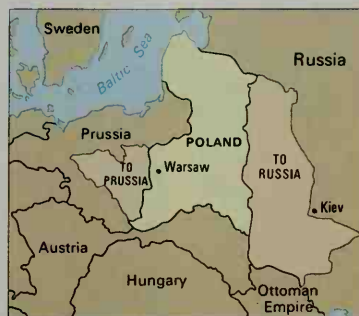 Sweden
Baltic Sea
Russia
Prussia
POLAND
TO
PRUSSIA
Warsaw
TO
RUSSIA
Kiev
Austria
Hungary
Ottoman
Empire